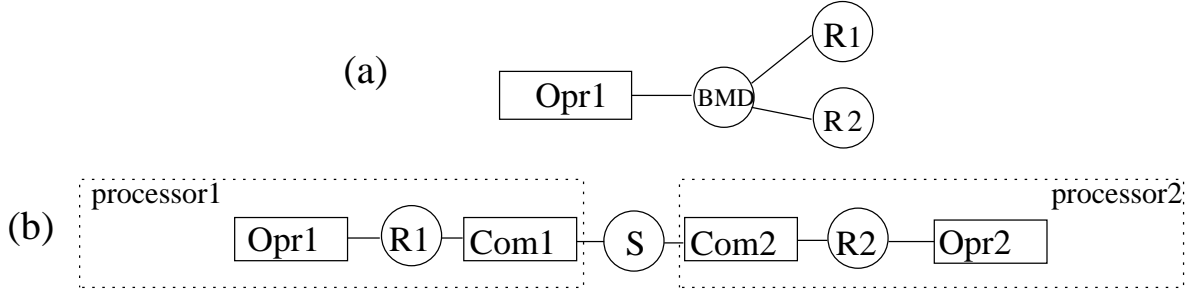 (a)
Opr1
BMD
R1
R2
(b)
processor1
Opr1
R1
Com1
S
processor2
Com2
R2
Opr2